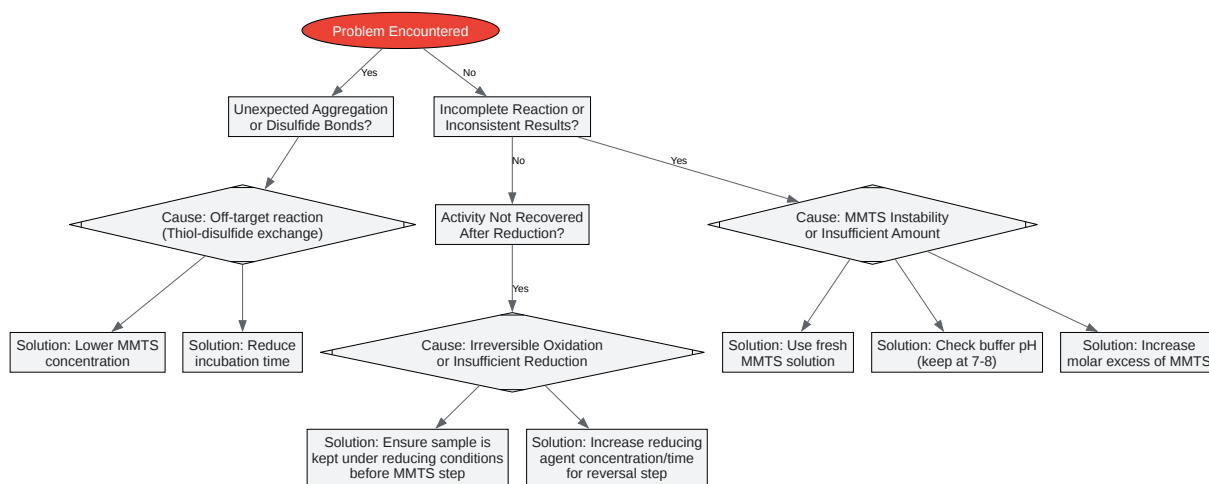 Problem Encountered
Yes
No
Unexpected Aggregation
or Disulfide Bonds?
Incomplete Reaction or
Inconsistent Results?
No
Yes
Cause: Off-target reaction
(Thiol-disulfide exchange)
Activity Not Recovered
After Reduction?
Cause: MMTS Instability
or Insufficient Amount
Yes
Solution: Lower MMTS
concentration
Solution: Reduce
incubation time
Cause: Irreversible Oxidation
or Insufficient Reduction
Solution: Use fresh
MMTS solution
Solution: Check buffer pH
(keep at 7-8)
Solution: Increase
molar excess of MMTS
Solution: Ensure sample is
kept under reducing conditions
before MMTS step
Solution: Increase reducing
agent concentration/time
for reversal step